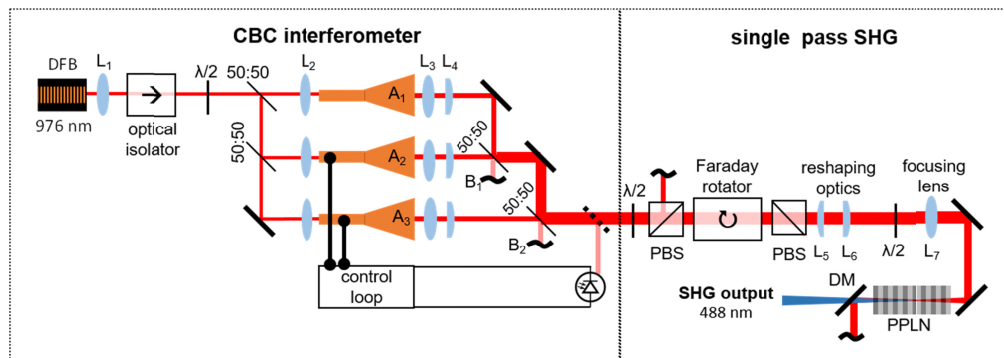 CBC interferometer
single pass SHG
DFB
L1
λ/2
50:50
L2
L3
L4
A1
976 nm
optical
isolator
50:50
A2
50:50
B1
A3
50:50
B2
control
loop
λ/2
PBS
Faraday
rotator
PBS
reshaping
optics
L5
L6
λ/2
focusing
lens
L7
DM
SHG output
488 nm
PPLN